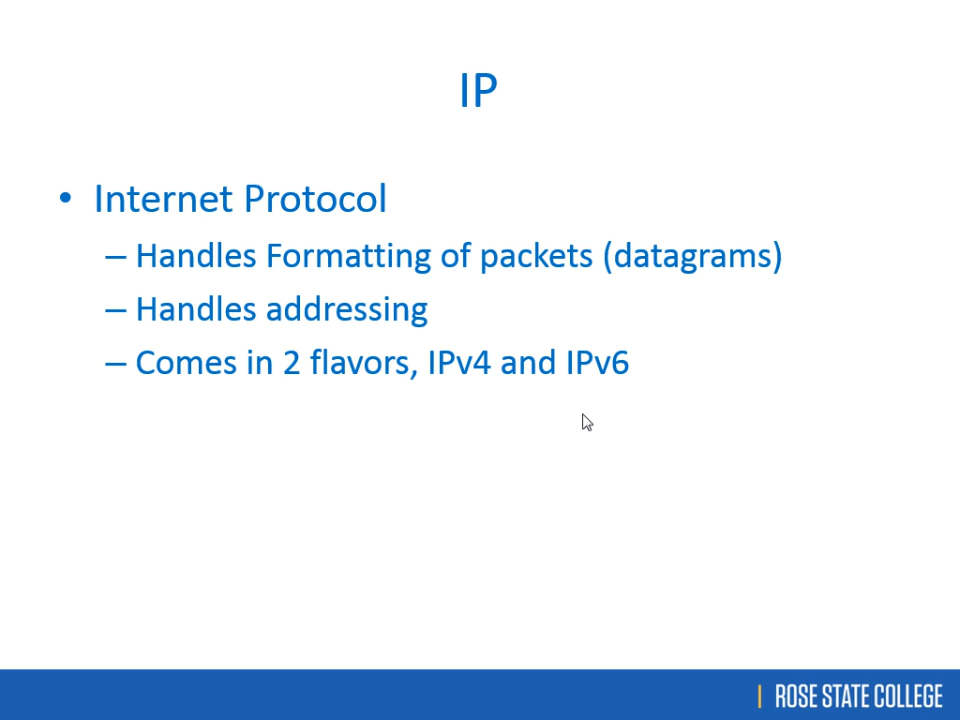 IP
• Internet Protocol
– Handles Formatting of packets (datagrams)
– Handles addressing
– Comes in 2 flavors, IPv4 and IPv6
| ROSE STATE COLLEGE